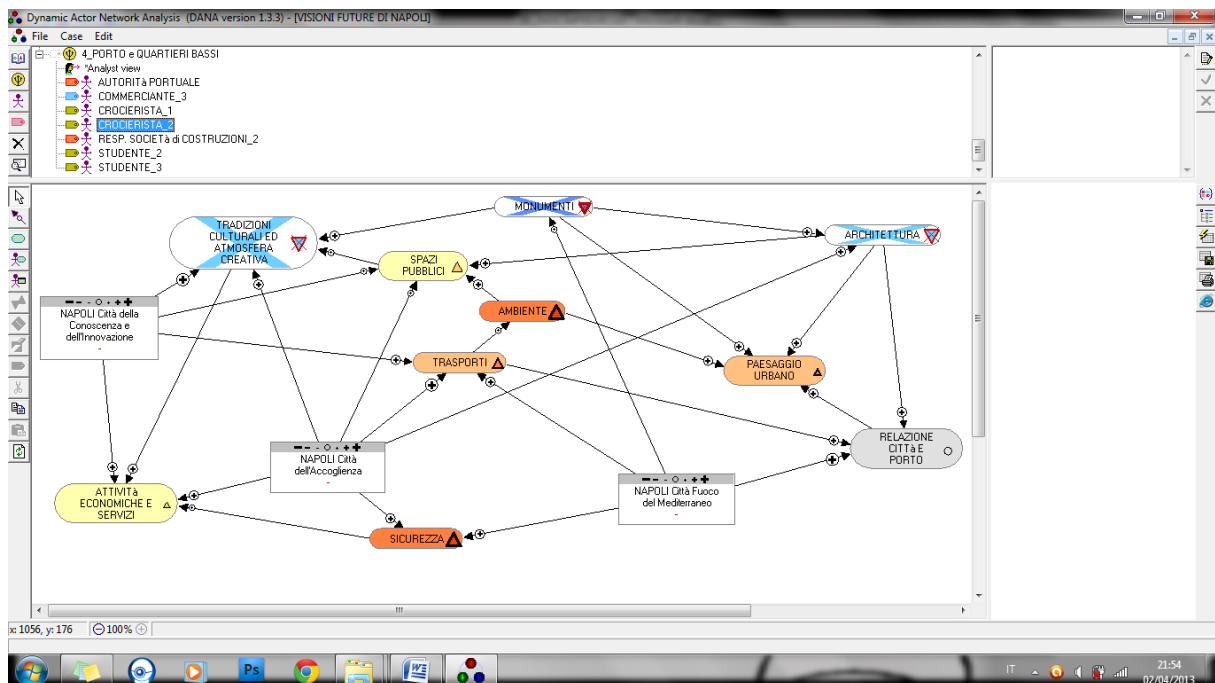 Dynamic Actor Network Analysis (DANA version 1.3.3) - [VISIONI FUTURE DI NAPOLI]
File Case Edit
4_PORTO e QUARTIERI BASSI
"Analyst view
AUTORITà PORTUALE
COMMERCIANTE_3
CROCIERISTA_1
CROCIERISTA_2
RESP. SOCIETà di COSTRUZIONI_2
STUDENTE_2
STUDENTE_3
MONUMENTI
TRADIZIONI
CULTURALI ED
ATMOSFERA
CREATIVA
ARCHITETTURA
SPAZI
PUBBLICI
AMBIENTE
NAPOLI Città della
Conoscenza e
dell'Innovazione
TRASPORTI
PAESAGGIO
URBANO
RELAZIONE
CITTà E
PORTO
NAPOLI Città
dell'Accoglienza
NAPOLI Città Fuoco
del Mediterraneo
ATTIVITà
ECONOMICHE E
SERVIZI
SICUREZZA
x: 1056, y: 176 100%
Ps
IT
21:54
02/04/2013